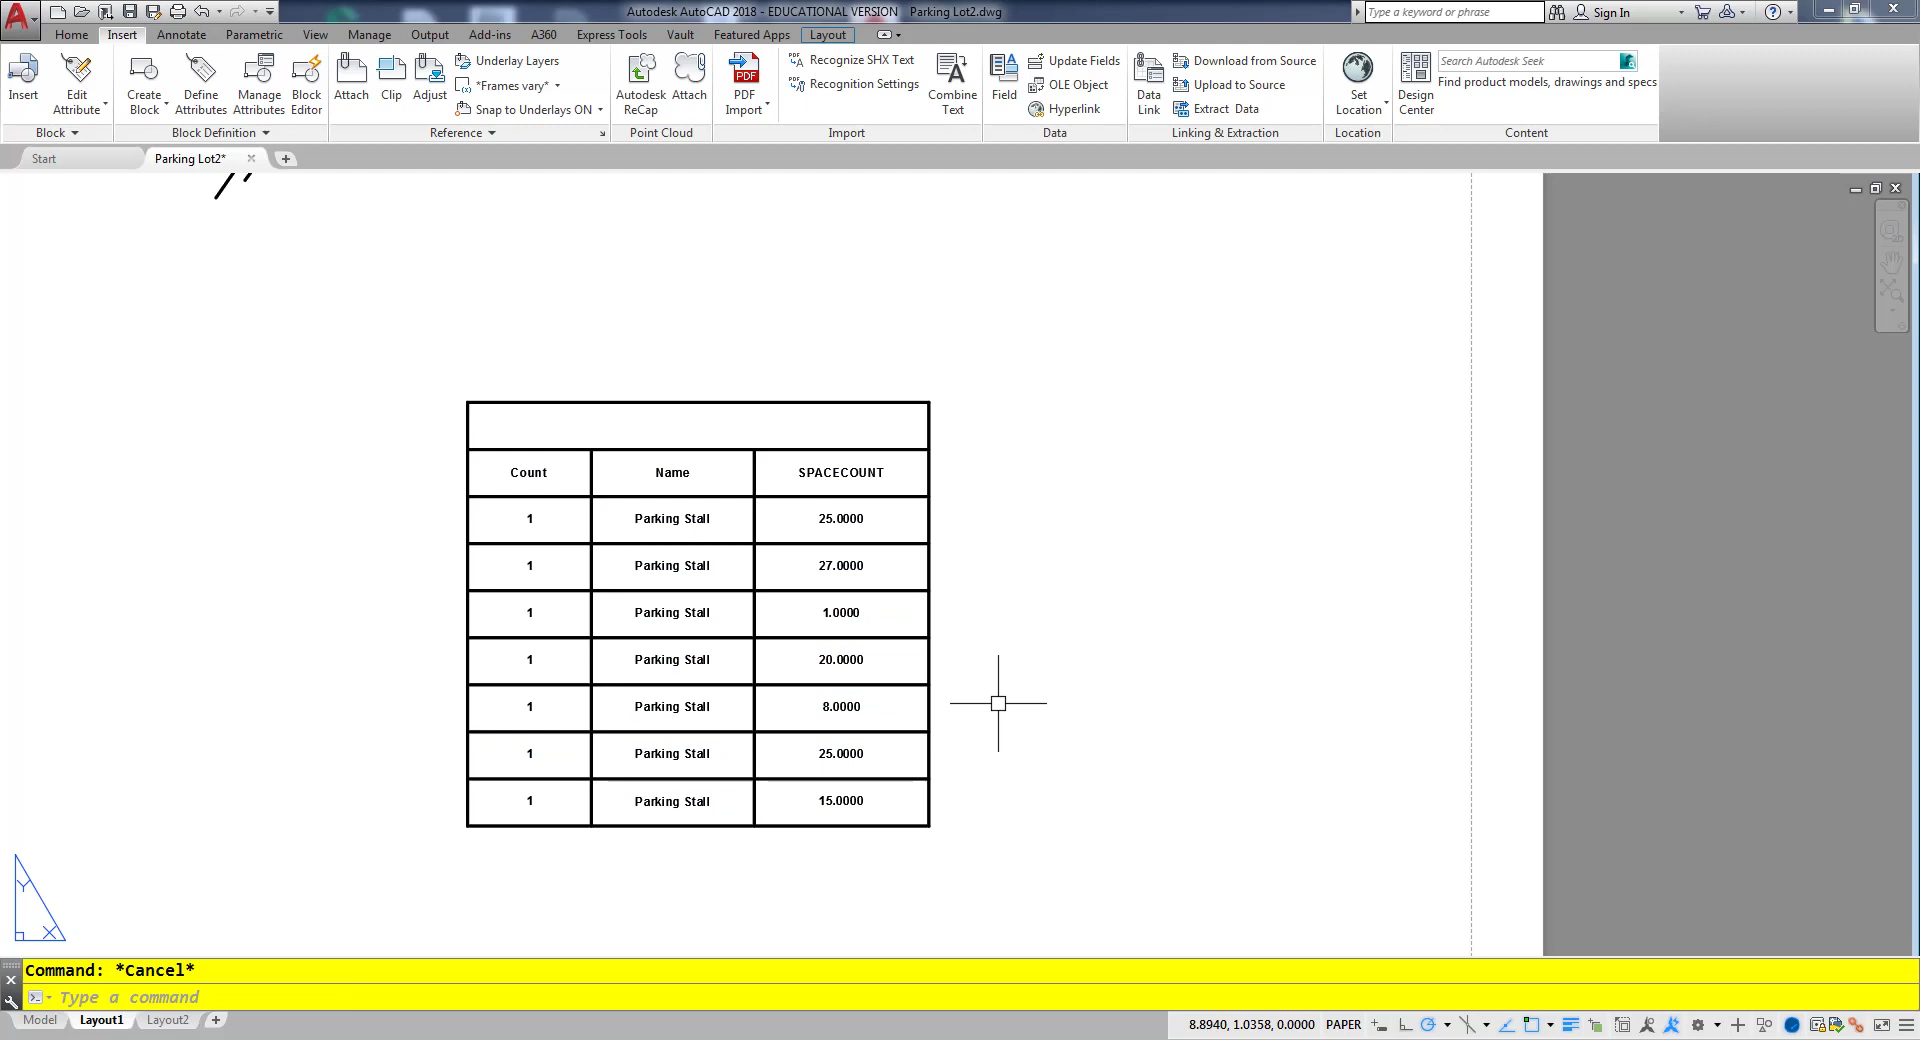 Autodesk AutoCAD 2018 - EDUCATIONAL VERSION Parking Lot2.dwg
Type a keyword or phrase
Sign In
Home Insert Annotate Parametric View Manage Output Add-ins A360 Express Tools Vault Featured Apps Layout
Insert
Edit Attribute
Block
Create Block
Define Attributes
Manage Attributes
Block Editor
Block Definition
Attach
Clip
Adjust
Underlay Layers
*Frames vary*
Snap to Underlays ON
Reference
Autodesk ReCap
Attach
Point Cloud
PDF
PDF Import
Recognize SHX Text
Recognition Settings
Combine Text
Import
Field
Update Fields
OLE Object
Hyperlink
Data
Data Link
Download from Source
Upload to Source
Extract Data
Linking & Extraction
Set Location
Location
Design Center
Search Autodesk Seek
Find product models, drawings and specs
Content
Start
Parking Lot2*
Count Name SPACECOUNT
1 Parking Stall 25.0000
1 Parking Stall 27.0000
1 Parking Stall 1.0000
1 Parking Stall 20.0000
1 Parking Stall 8.0000
1 Parking Stall 25.0000
1 Parking Stall 15.0000
Y
X
Command: *Cancel*
Type a command
Model Layout1 Layout2
8.8940, 1.0358, 0.0000 PAPER